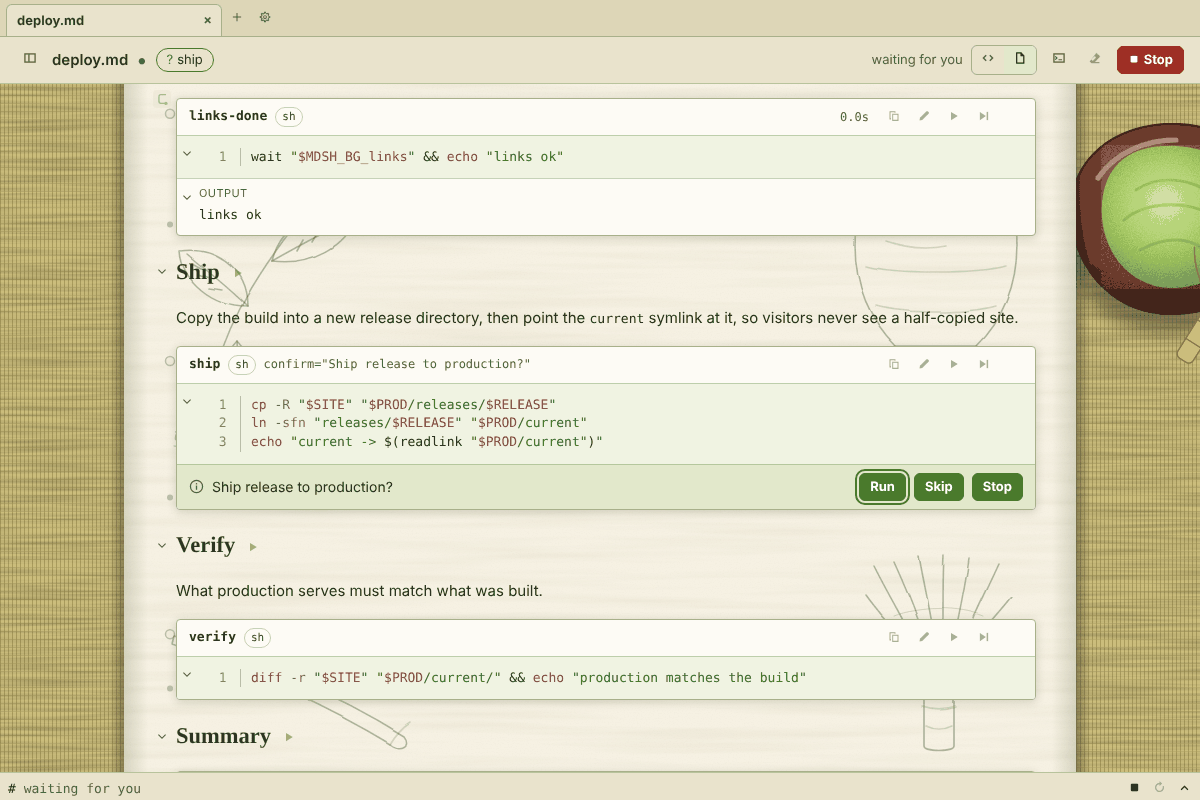 deploy.md
deploy.md ● ? ship
waiting for you
Stop
links-done sh
0.0s
1 wait "$MDSH_BG_links" && echo "links ok"
OUTPUT
links ok
Ship
Copy the build into a new release directory, then point the current symlink at it, so visitors never see a half-copied site.
ship sh confirm="Ship release to production?"
1 cp -R "$SITE" "$PROD/releases/$RELEASE"
2 ln -sfn "releases/$RELEASE" "$PROD/current"
3 echo "current -> $(readlink "$PROD/current")"
Ship release to production?
Run Skip Stop
Verify
What production serves must match what was built.
verify sh
1 diff -r "$SITE" "$PROD/current/" && echo "production matches the build"
Summary
# waiting for you